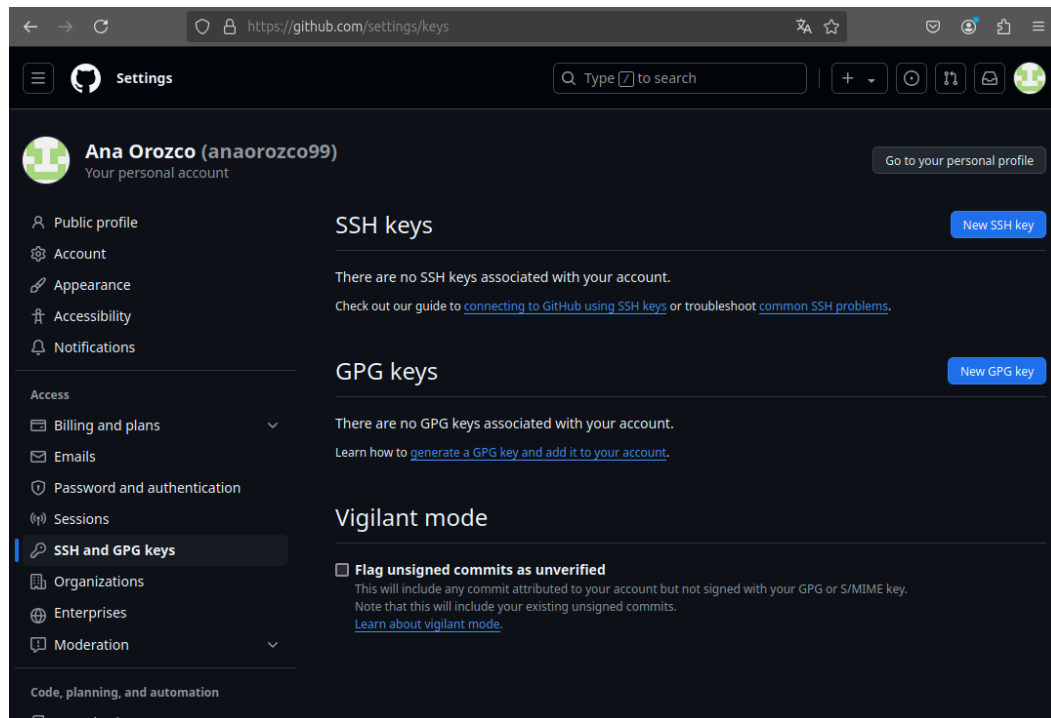 https://github.com/settings/keys
Settings
Type / to search
Ana Orozco (anaorozco99)
Your personal account
Go to your personal profile
Public profile
Account
Appearance
Accessibility
Notifications
Access
Billing and plans
Emails
Password and authentication
Sessions
SSH and GPG keys
Organizations
Enterprises
Moderation
Code, planning, and automation
SSH keys
New SSH key
There are no SSH keys associated with your account.
Check out our guide to connecting to GitHub using SSH keys or troubleshoot common SSH problems.
GPG keys
New GPG key
There are no GPG keys associated with your account.
Learn how to generate a GPG key and add it to your account.
Vigilant mode
Flag unsigned commits as unverified
This will include any commit attributed to your account but not signed with your GPG or S/MIME key.
Note that this will include your existing unsigned commits.
Learn about vigilant mode.